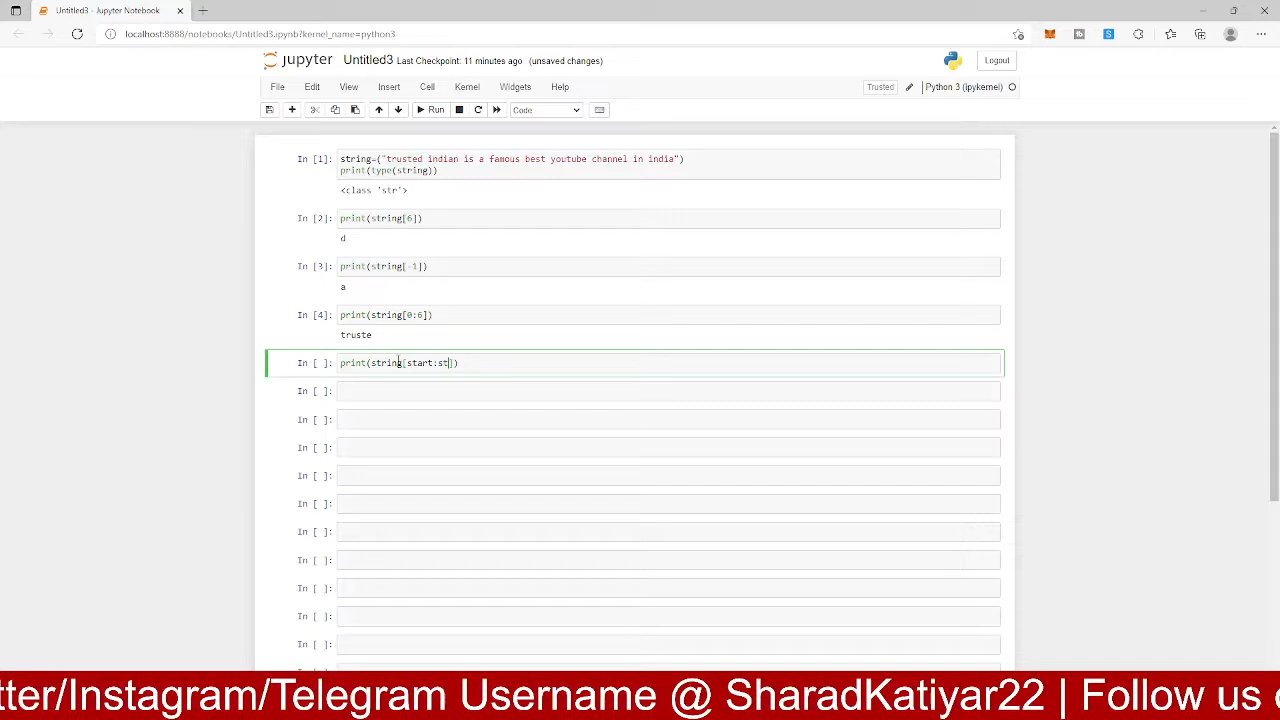 Untitled3 - Jupyter Notebook
localhost:8888/notebooks/Untitled3.ipynb?kernel_name=python3
jupyter Untitled3 Last Checkpoint: 11 minutes ago (unsaved changes) Logout
File Edit View Insert Cell Kernel Widgets Help Trusted Python 3 (ipykernel)
Run Code
In [1]: string=("trusted indian is a famous best youtube channel in india")
print(type(string))
<class 'str'>
In [2]: print(string[6])
d
In [3]: print(string[-1])
a
In [4]: print(string[0:6])
truste
In [ ]: print(string[start:st])
In [ ]:
In [ ]:
In [ ]:
In [ ]:
In [ ]:
In [ ]:
In [ ]:
In [ ]:
In [ ]:
In [ ]:
tter/Instagram/Telegram Username @ SharadKatiyar22 | Follow us